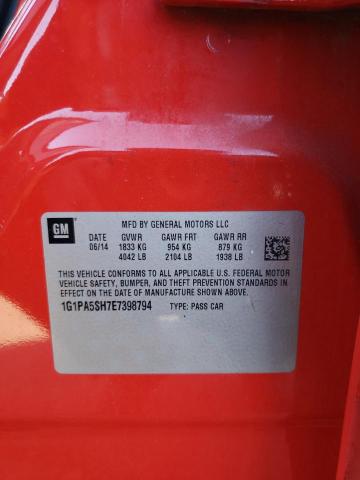 GM
MFD BY GENERAL MOTORS LLC
DATE GVWR GAWR FRT GAWR RR
06/14 1833 KG 954 KG 879 KG
4042 LB 2104 LB 1938 LB
THIS VEHICLE CONFORMS TO ALL APPLICABLE U.S. FEDERAL MOTOR
VEHICLE SAFETY, BUMPER, AND THEFT PREVENTION STANDARDS
IN EFFECT ON THE DATE OF MANUFACTURE SHOWN ABOVE.
1G1PA5SH7E7398794 TYPE: PASS CAR